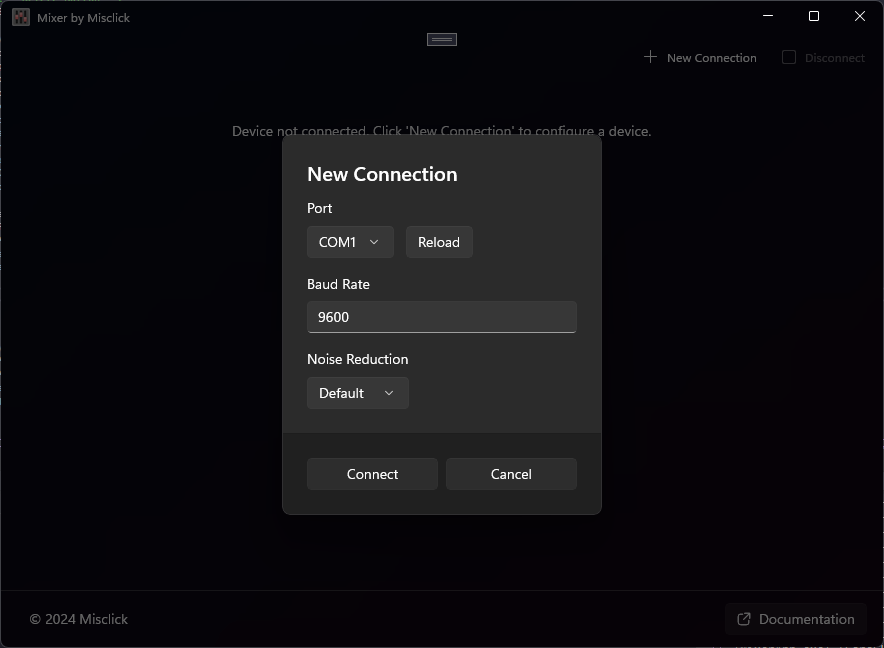 Mixer by Misclick
New Connection
Disconnect
Device not connected. Click 'New Connection' to configure a device.
New Connection
Port
COM1
Reload
Baud Rate
9600
Noise Reduction
Default
Connect
Cancel
© 2024 Misclick
Documentation